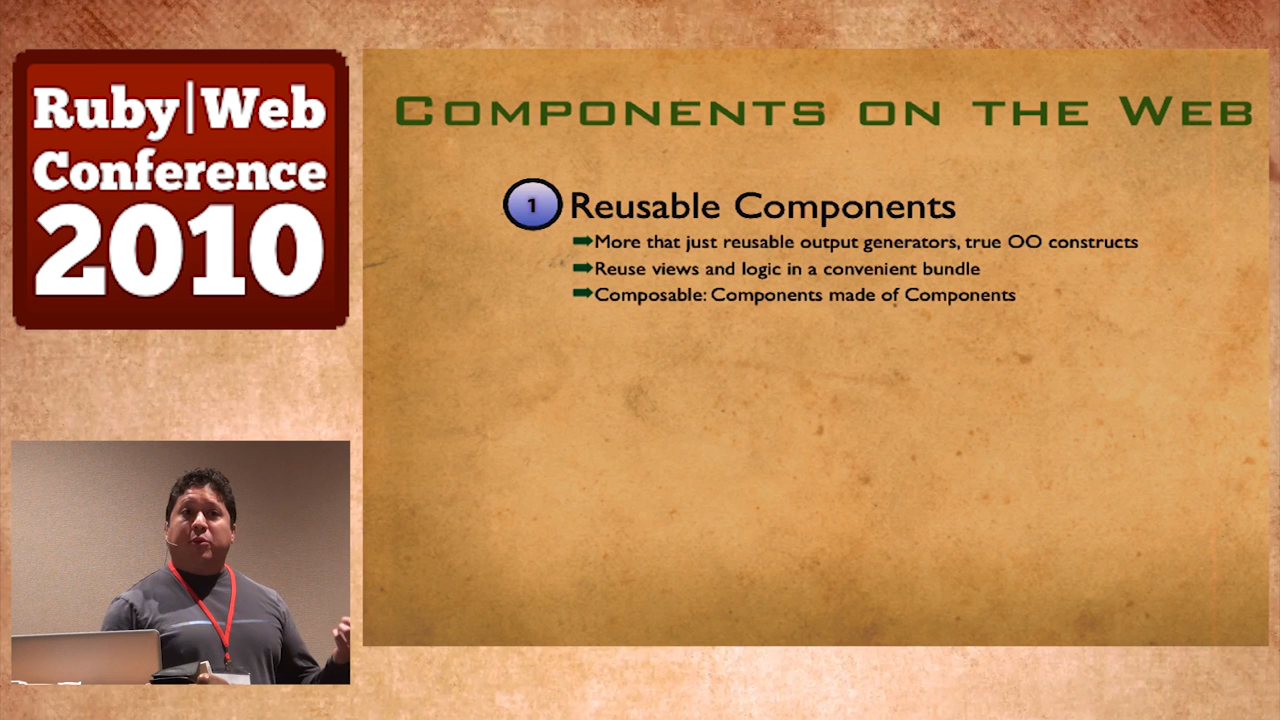 Ruby|Web
Conference
2010
Components on the Web
1 Reusable Components
More that just reusable output generators, true OO constructs
Reuse views and logic in a convenient bundle
Composable: Components made of Components